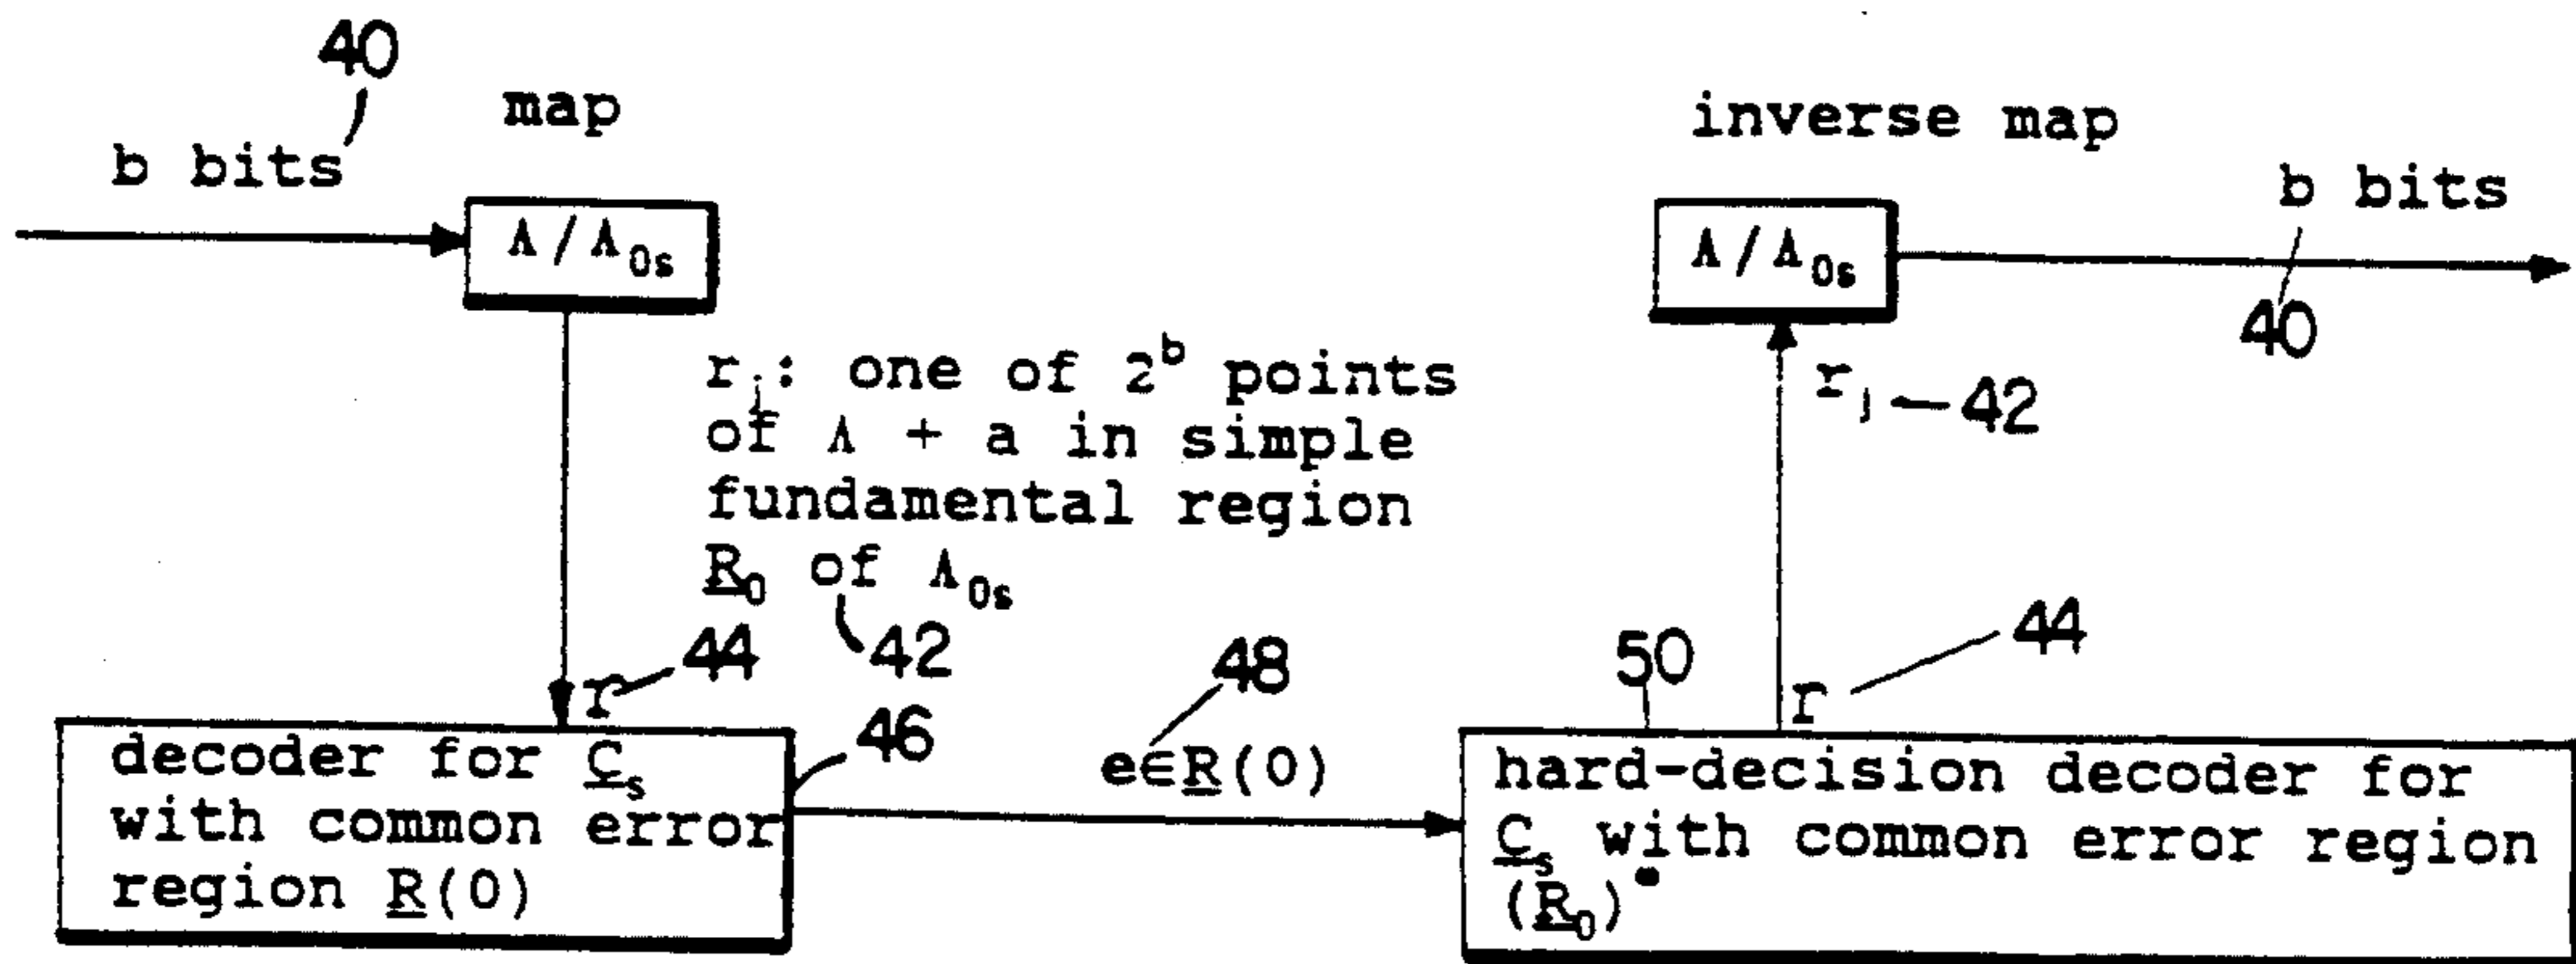 40
map
b bits
Λ/Λ₀ₛ
rⱼ: one of 2ᵇ points
of Λ + a in simple
fundamental region
R₀ of Λ₀ₛ
42
r
44
decoder for Cₛ
with common error
region R(0)
46
48
e∈R(0)
inverse map
Λ/Λ₀ₛ
b bits
40
rⱼ
42
50
44
r
hard-decision decoder for
Cₛ with common error region
(R₀)